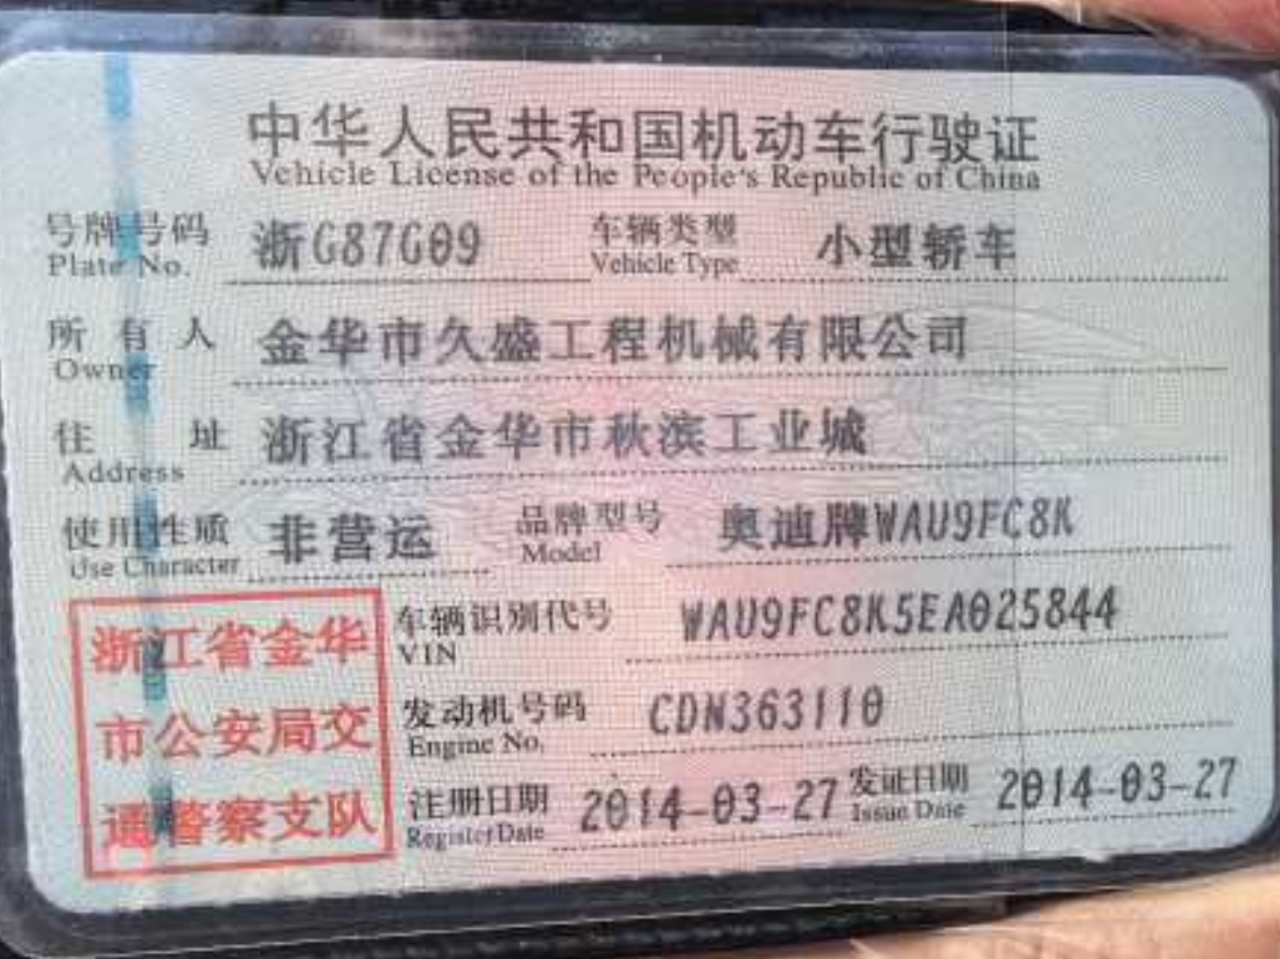 中华人民共和国机动车行驶证
Vehicle License of the People's Republic of China
号牌号码 浙G87G09 车辆类型 小型轿车
Plate No. Vehicle Type
所有人 金华市久盛工程机械有限公司
Owner
住址 浙江省金华市秋滨工业城
Address
使用性质 非营运 品牌型号 奥迪牌WAU9FC8K
Use Character Model
浙江省金华
市公安局交
通警察支队
车辆识别代号 WAU9FC8K5EA025844
VIN
发动机号码 CDN363110
Engine No.
注册日期 2014-03-27 发证日期 2014-03-27
Register Date Issue Date